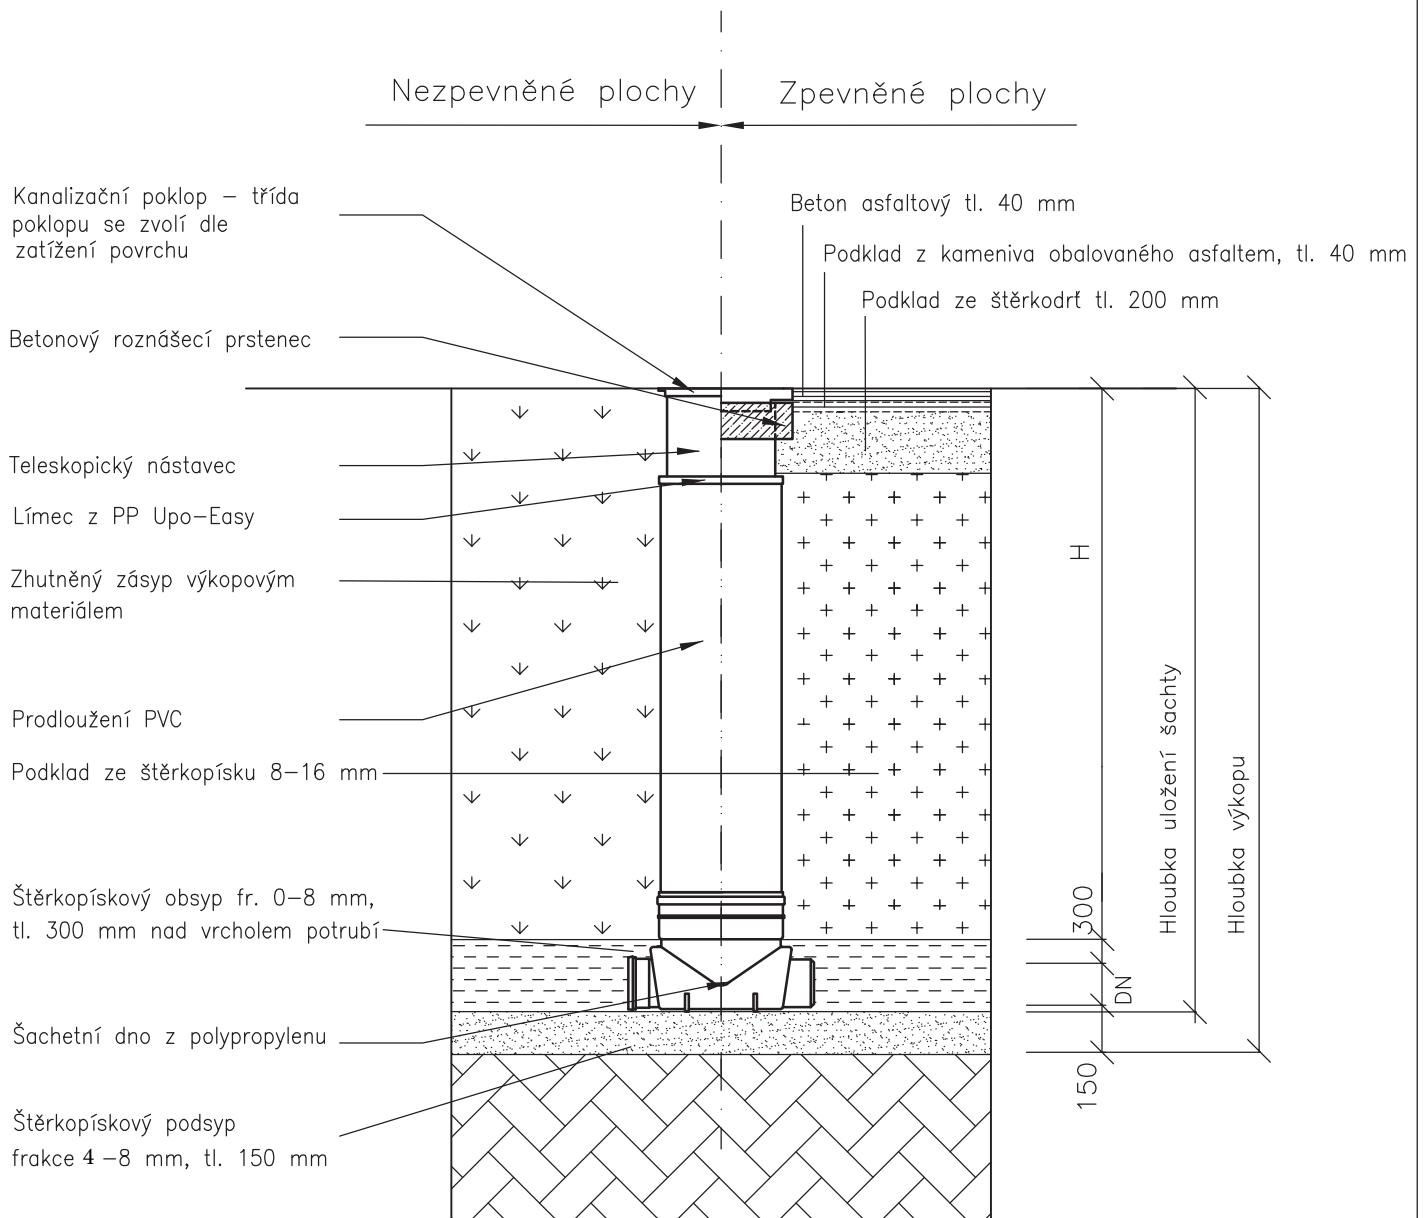 Nezpevněné plochy
Zpevněné plochy
Kanalizační poklop – třída
poklopu se zvolí dle
zatížení povrchu
Betonový roznášecí prstenec
Teleskopický nástavec
Límec z PP Upo–Easy
Zhutněný zásyp výkopovým
materiálem
Prodloužení PVC
Podklad ze štěrkopísku 8–16 mm
Štěrkopískový obsyp fr. 0–8 mm,
tl. 300 mm nad vrcholem potrubí
Šachetní dno z polypropylenu
Štěrkopískový podsyp
frakce 4 –8 mm, tl. 150 mm
Beton asfaltový tl. 40 mm
Podklad z kameniva obalovaného asfaltem, tl. 40 mm
Podklad ze štěrkodrť tl. 200 mm
H
300
DN
150
Hloubka uložení šachty
Hloubka výkopu